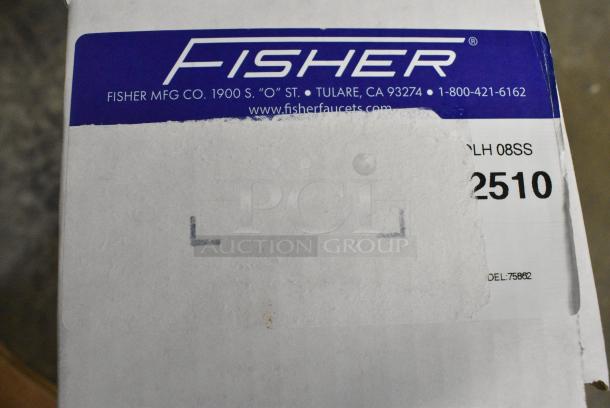 FISHER®
FISHER MFG CO. 1900 S. "O" ST. • TULARE, CA 93274 • 1-800-421-6162
www.fisherfaucets.com
LH 08SS
2510
PCI
AUCTION GROUP
DEL:75862